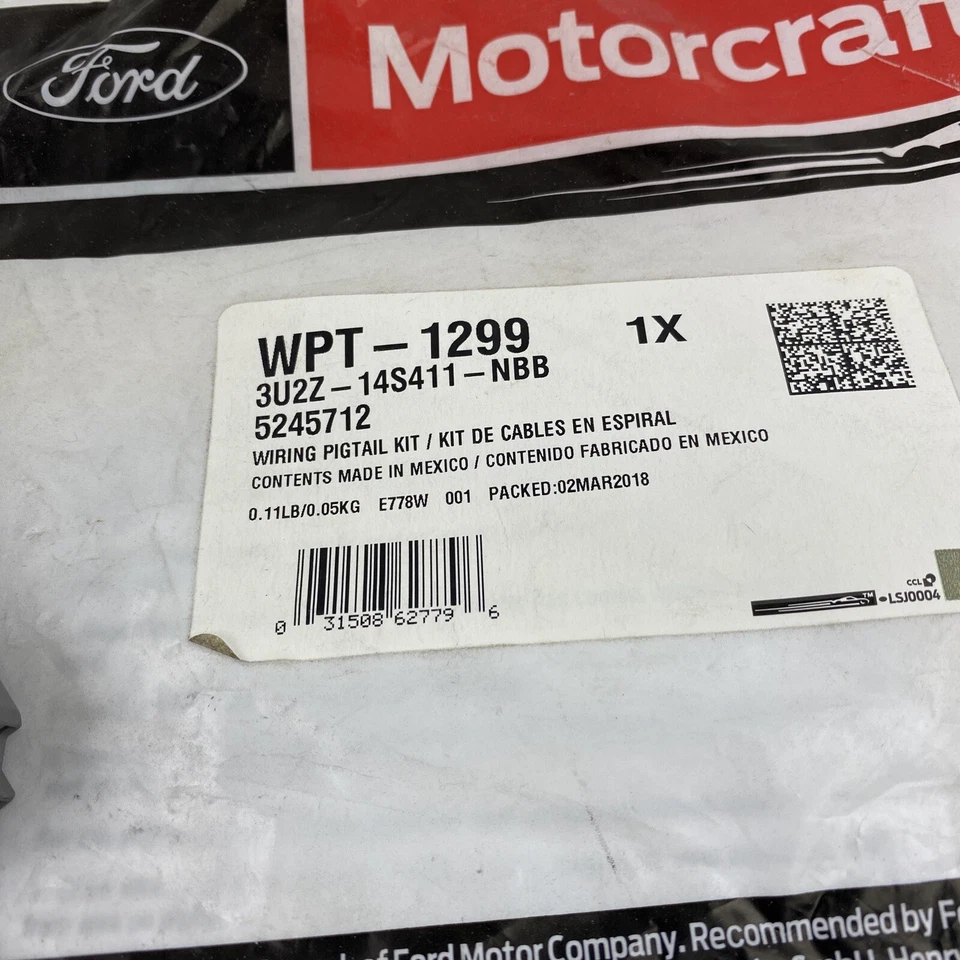 Ford
Motorcraft
WPT-1299 1X
3U2Z-14S411-NBB
5245712
WIRING PIGTAIL KIT / KIT DE CABLES EN ESPIRAL
CONTENTS MADE IN MEXICO / CONTENIDO FABRICADO EN MEXICO
0.11LB/0.05KG E778W 001 PACKED:02MAR2018
CCL
LSJ0004
0 31508 62779 6
of Ford Motor Company. Recommended by